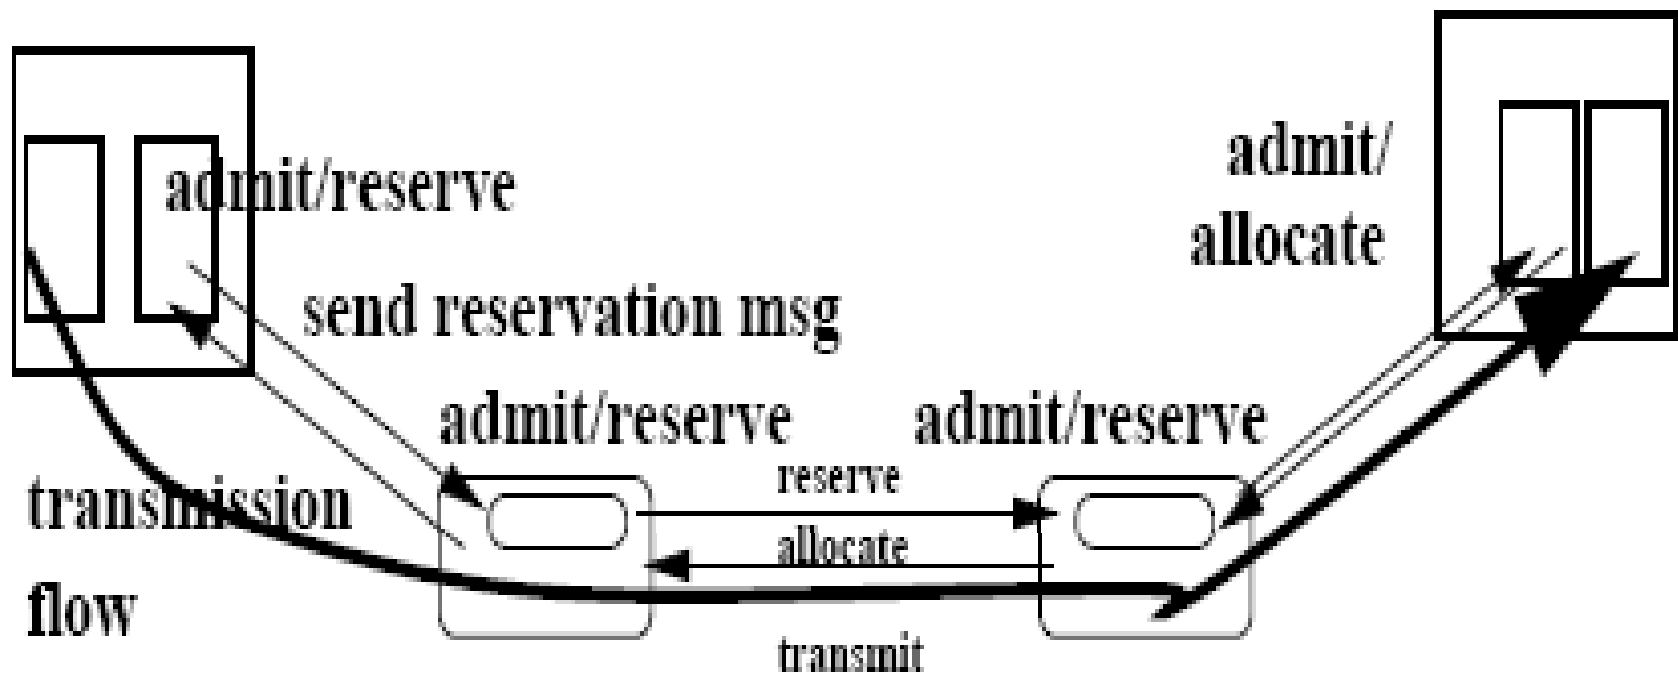 admit/
admit/reserve
allocate
send reservation msg
admit/reserve
admit/reserve
reserve
transmission
allocate
flow
transmit